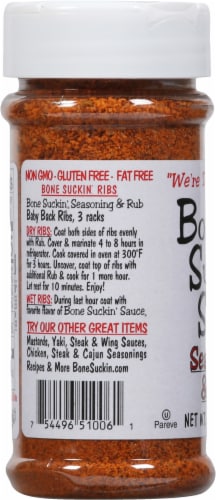 NON GMO - GLUTEN FREE - FAT FREE
BONE SUCKIN' RIBS
Bone Suckin', Seasoning & Rub
Baby Back Ribs, 3 racks
DRY RIBS: Coat both sides of ribs evenly
with Rub. Cover & marinate 4 to 8 hours in
refrigerator. Cook covered in oven at 300°F
for 3 hours. Uncover, coat top of ribs with
additional Rub & cook for 1 more hour.
Let rest for 10 minutes. Enjoy!
WET RIBS: During last hour coat with
favorite flavor of Bone Suckin' Sauce,
TRY OUR OTHER GREAT ITEMS
Mustards, Yaki, Steak & Wing Sauces,
Chicken, Steak & Cajun Seasonings
Recipes & More BoneSuckin.com
7 54496 51006 1
U
Pareve
"We're
Bo
S
S
Se
&
NET W